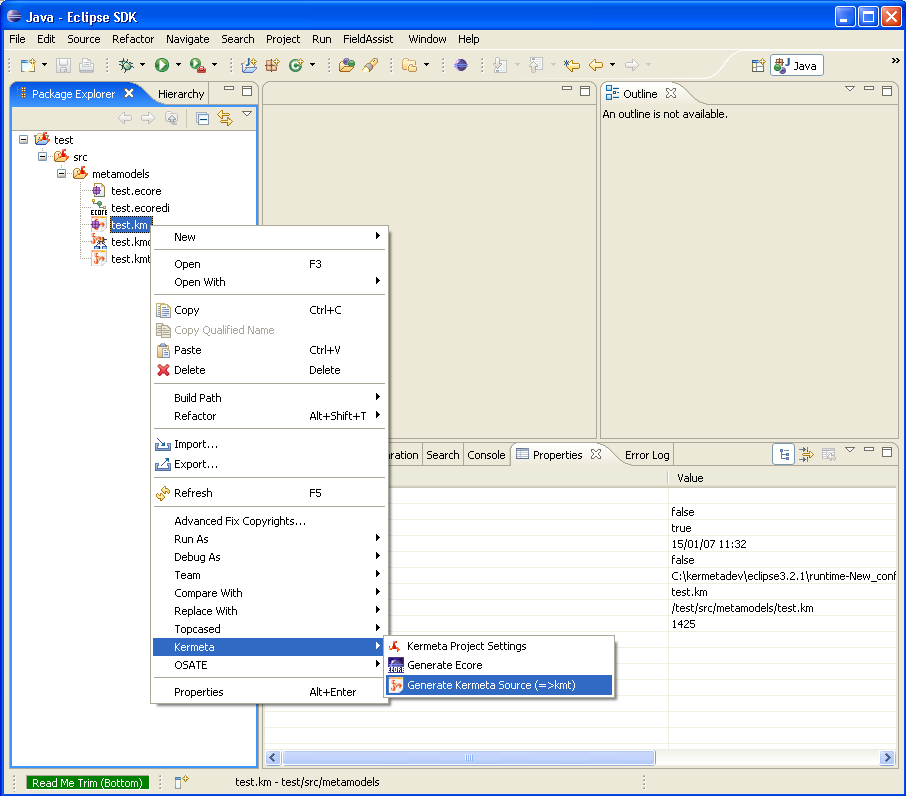 Java - Eclipse SDK
File Edit Source Refactor Navigate Search Project Run FieldAssist Window Help
Java »
Package Explorer Hierarchy
Outline
An outline is not available.
test
src
metamodels
test.ecore
ECORE test.ecoredi
test.km
test.kmt
New
Open F3
Open With
Copy Ctrl+C
Copy Qualified Name
Paste Ctrl+V
Delete Delete
Build Path
Refactor Alt+Shift+T
Import...
Export...
Refresh F5
Advanced Fix Copyrights...
Run As
Debug As
Team
Compare With
Replace With
Topcased
Kermeta
OSATE
Properties Alt+Enter
Kermeta Project Settings
ECORE Generate Ecore
Generate Kermeta Source (=>kmt)
Search Console Properties Error Log
Value
false
true
15/01/07 11:32
false
C:\kermetadev\eclipse3.2.1\runtime-New_conf
test.km
/test/src/metamodels/test.km
1425
Read Me Trim (Bottom)
test.km - test/src/metamodels